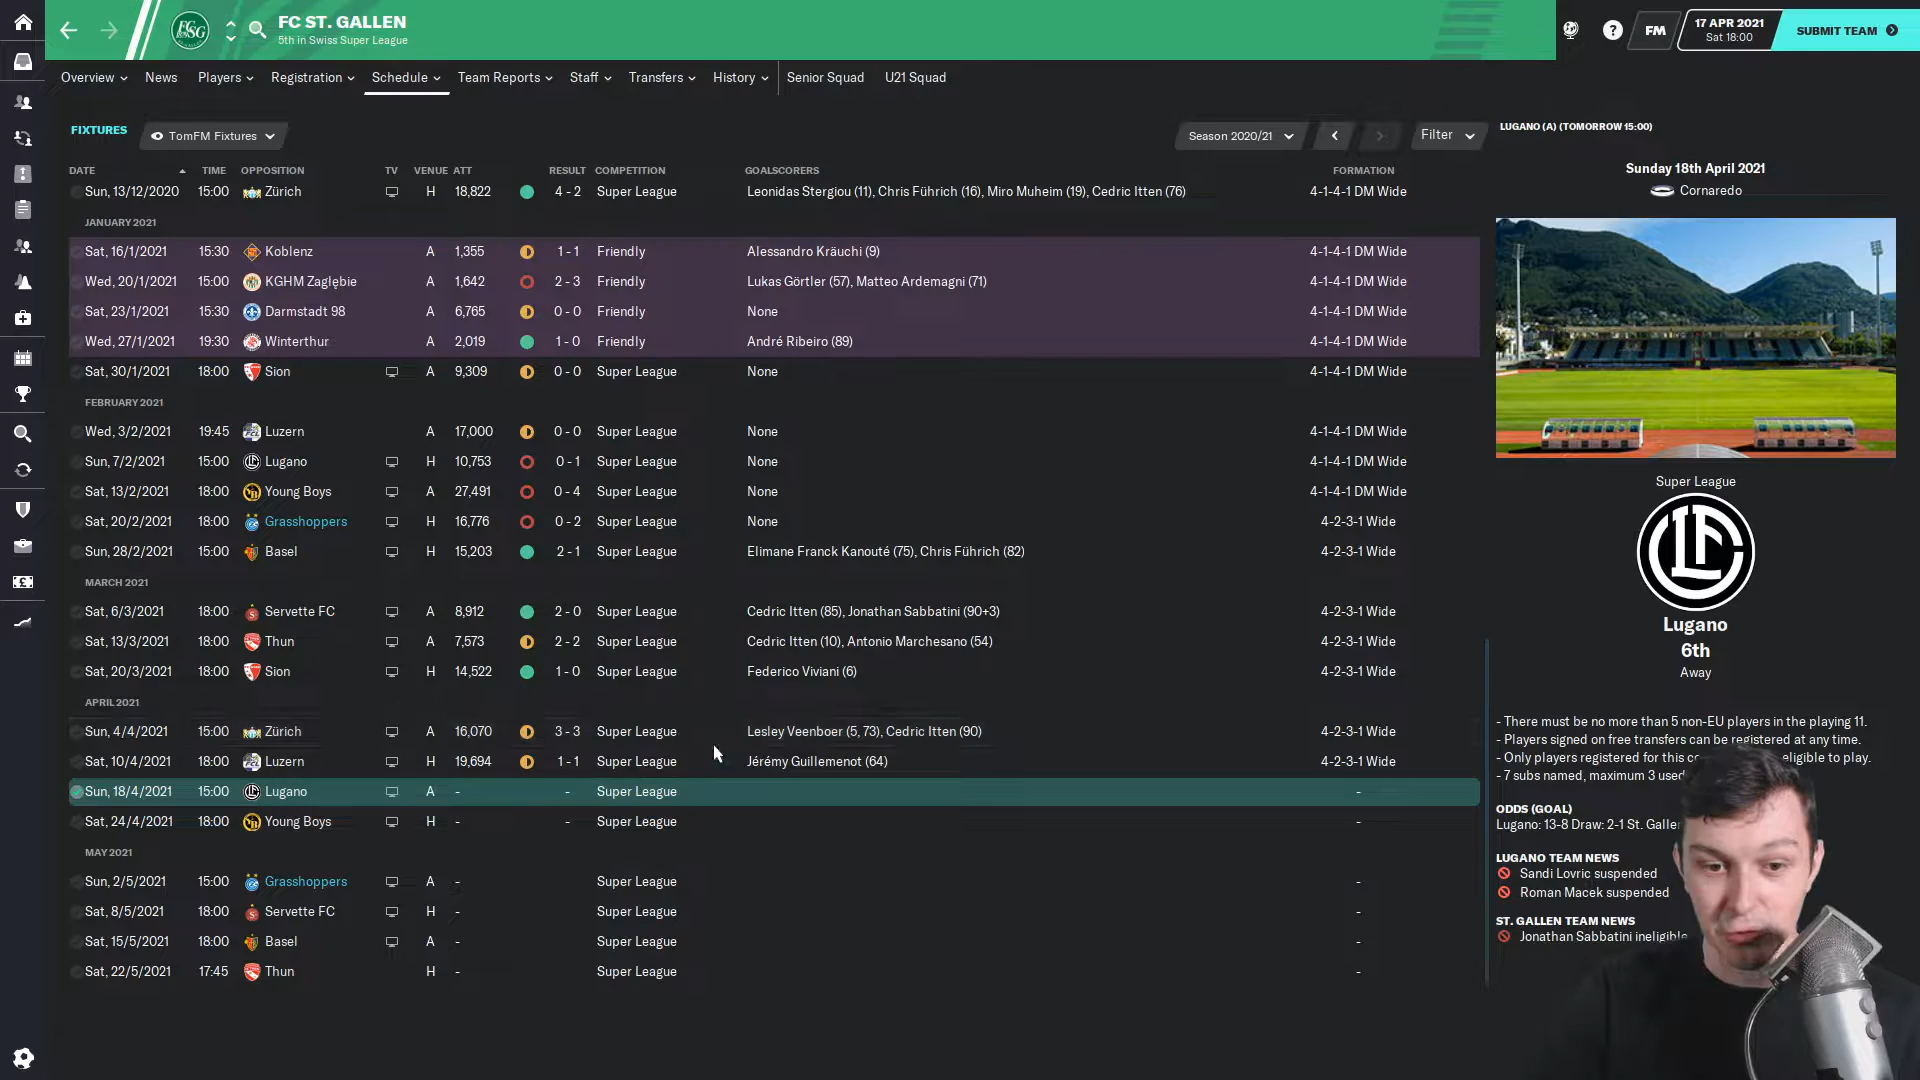 FC ST. GALLEN
5th in Swiss Super League
FM
17 APR 2021
Sat 18:00
SUBMIT TEAM
Overview
News
Players
Registration
Schedule
Team Reports
Staff
Transfers
History
Senior Squad
U21 Squad
FIXTURES
TomFM Fixtures
Season 2020/21
Filter
DATE TIME OPPOSITION TV VENUE ATT RESULT COMPETITION GOALSCORERS FORMATION
Sun, 13/12/2020 15:00 Zürich H 18,822 4 - 2 Super League Leonidas Stergiou (11), Chris Führich (16), Miro Muheim (19), Cedric Itten (76) 4-1-4-1 DM Wide
JANUARY 2021
Sat, 16/1/2021 15:30 Koblenz A 1,355 1 - 1 Friendly Alessandro Kräuchi (9) 4-1-4-1 DM Wide
Wed, 20/1/2021 15:00 KGHM Zagłębie A 1,642 2 - 3 Friendly Lukas Görtler (57), Matteo Ardemagni (71) 4-1-4-1 DM Wide
Sat, 23/1/2021 15:30 Darmstadt 98 A 6,765 0 - 0 Friendly None 4-1-4-1 DM Wide
Wed, 27/1/2021 19:30 Winterthur A 2,019 1 - 0 Friendly André Ribeiro (89) 4-1-4-1 DM Wide
Sat, 30/1/2021 18:00 Sion A 9,309 0 - 0 Super League None 4-1-4-1 DM Wide
FEBRUARY 2021
Wed, 3/2/2021 19:45 Luzern A 17,000 0 - 0 Super League None 4-1-4-1 DM Wide
Sun, 7/2/2021 15:00 Lugano H 10,753 0 - 1 Super League None 4-1-4-1 DM Wide
Sat, 13/2/2021 18:00 Young Boys A 27,491 0 - 4 Super League None 4-1-4-1 DM Wide
Sat, 20/2/2021 18:00 Grasshoppers H 16,776 0 - 2 Super League None 4-2-3-1 Wide
Sun, 28/2/2021 15:00 Basel H 15,203 2 - 1 Super League Elimane Franck Kanouté (75), Chris Führich (82) 4-2-3-1 Wide
MARCH 2021
Sat, 6/3/2021 18:00 Servette FC A 8,912 2 - 0 Super League Cedric Itten (85), Jonathan Sabbatini (90+3) 4-2-3-1 Wide
Sat, 13/3/2021 18:00 Thun A 7,573 2 - 2 Super League Cedric Itten (10), Antonio Marchesano (54) 4-2-3-1 Wide
Sat, 20/3/2021 18:00 Sion H 14,522 1 - 0 Super League Federico Viviani (6) 4-2-3-1 Wide
APRIL 2021
Sun, 4/4/2021 15:00 Zürich A 16,070 3 - 3 Super League Lesley Veenboer (5, 73), Cedric Itten (90) 4-2-3-1 Wide
Sat, 10/4/2021 18:00 Luzern H 19,694 1 - 1 Super League Jérémy Guillemenot (64) 4-2-3-1 Wide
Sun, 18/4/2021 15:00 Lugano A - - Super League -
Sat, 24/4/2021 18:00 Young Boys H - - Super League -
MAY 2021
Sun, 2/5/2021 15:00 Grasshoppers A - Super League -
Sat, 8/5/2021 18:00 Servette FC H - Super League -
Sat, 15/5/2021 18:00 Basel A - Super League -
Sat, 22/5/2021 17:45 Thun H - Super League -
LUGANO (A) (TOMORROW 15:00)
Sunday 18th April 2021
Cornaredo
Super League
Lugano
6th
Away
- There must be no more than 5 non-EU players in the playing 11.
- Players signed on free transfers can be registered at any time.
- Only players registered for this eligible to play.
- 7 subs named, maximum 3 used
ODDS (GOAL)
Lugano: 13-8 Draw: 2-1 St.
LUGANO TEAM NEWS
Sandi Lovric suspended
Roman Macek suspended
ST. GALLEN TEAM NEWS
Jonathan Sabbatini ineligible